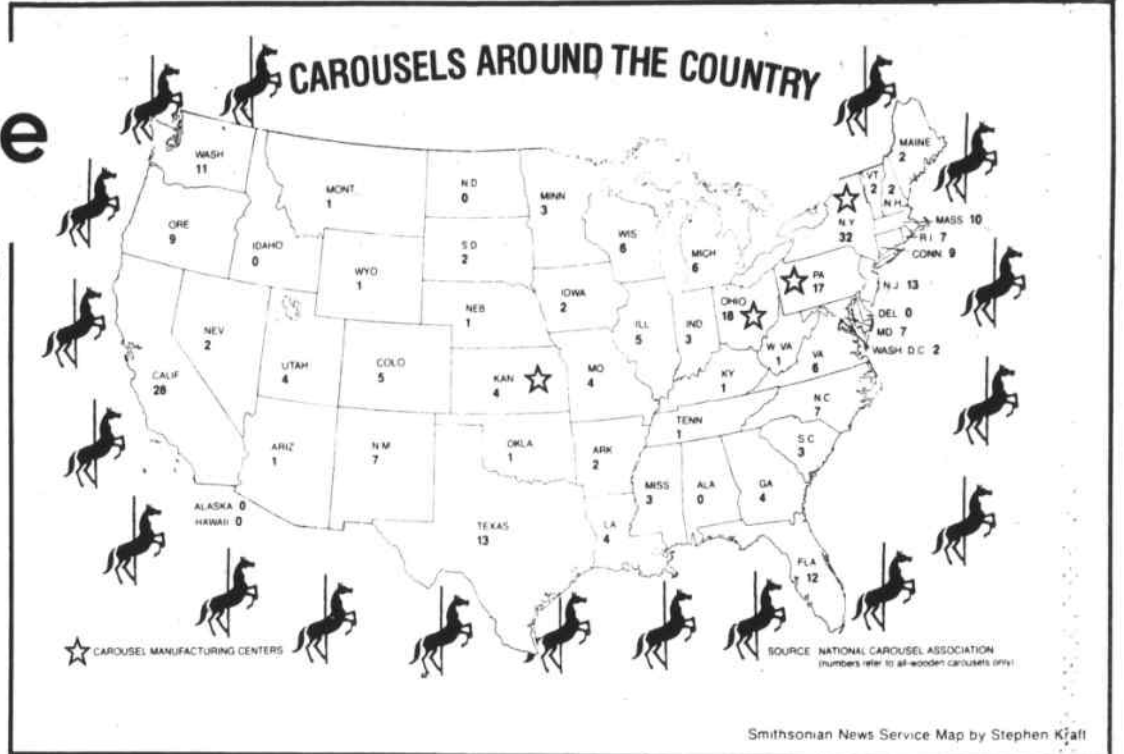 e
CAROUSELS AROUND THE COUNTRY
WASH
11
ORE
9
IDAHO
0
MONT
1
WYO
1
N D
0
S D
2
NEB
1
MINN
3
IOWA
2
WIS
6
MICH
6
MAINE
2
VT
2
2
N H
N Y
32
MASS 10
R I 7
CONN 9
PA
17
N J 13
DEL 0
MD 7
WASH D C 2
OHIO
18
IND
3
ILL
5
W VA
1
VA
6
KY
1
N C
7
TENN
1
S C
3
NEV
2
CALIF
28
UTAH
4
COLO
5
KAN
4
MO
4
ARIZ
1
N M
7
OKLA
1
ARK
2
MISS
3
ALA
0
GA
4
ALASKA 0
HAWAII 0
TEXAS
13
LA
4
FLA
12
CAROUSEL MANUFACTURING CENTERS
SOURCE NATIONAL CAROUSEL ASSOCIATION
(numbers refer to all-wooden carousels only)
Smithsonian News Service Map by Stephen Kraft